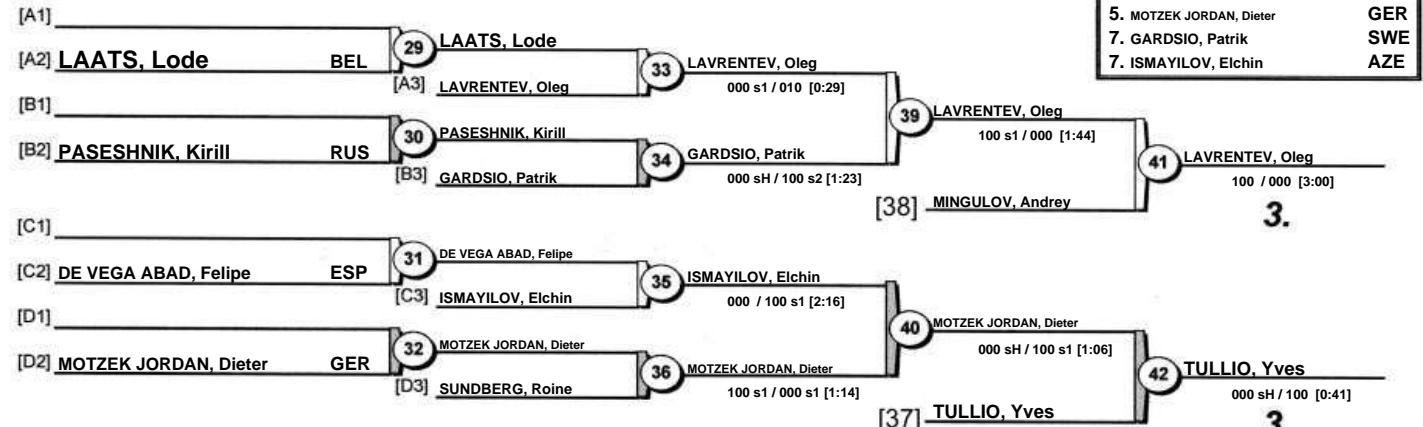 [A1]
5. MOTZEK JORDAN, Dieter GER
[A2] LAATS, Lode BEL
29
LAATS, Lode
7. GARDSIO, Patrik SWE
7. ISMAYILOV, Elchin AZE
[A3] LAVRENTEV, Oleg
33
LAVRENTEV, Oleg
000 s1 / 010 [0:29]
[B1]
39
LAVRENTEV, Oleg
100 s1 / 000 [1:44]
[B2] PASESHNIK, Kirill RUS
30
PASESHNIK, Kirill
[B3] GARDSIO, Patrik
34
GARDSIO, Patrik
000 sH / 100 s2 [1:23]
41
LAVRENTEV, Oleg
100 / 000 [3:00]
[38] MINGULOV, Andrey
3.
[C1]
[C2] DE VEGA ABAD, Felipe ESP
31
DE VEGA ABAD, Felipe
[C3] ISMAYILOV, Elchin
35
ISMAYILOV, Elchin
000 / 100 s1 [2:16]
[D1]
40
MOTZEK JORDAN, Dieter
000 sH / 100 s1 [1:06]
[D2] MOTZEK JORDAN, Dieter GER
32
MOTZEK JORDAN, Dieter
[D3] SUNDBERG, Roine
36
MOTZEK JORDAN, Dieter
100 s1 / 000 s1 [1:14]
42
TULLIO, Yves
000 sH / 100 [0:41]
[37] TULLIO, Yves
3.